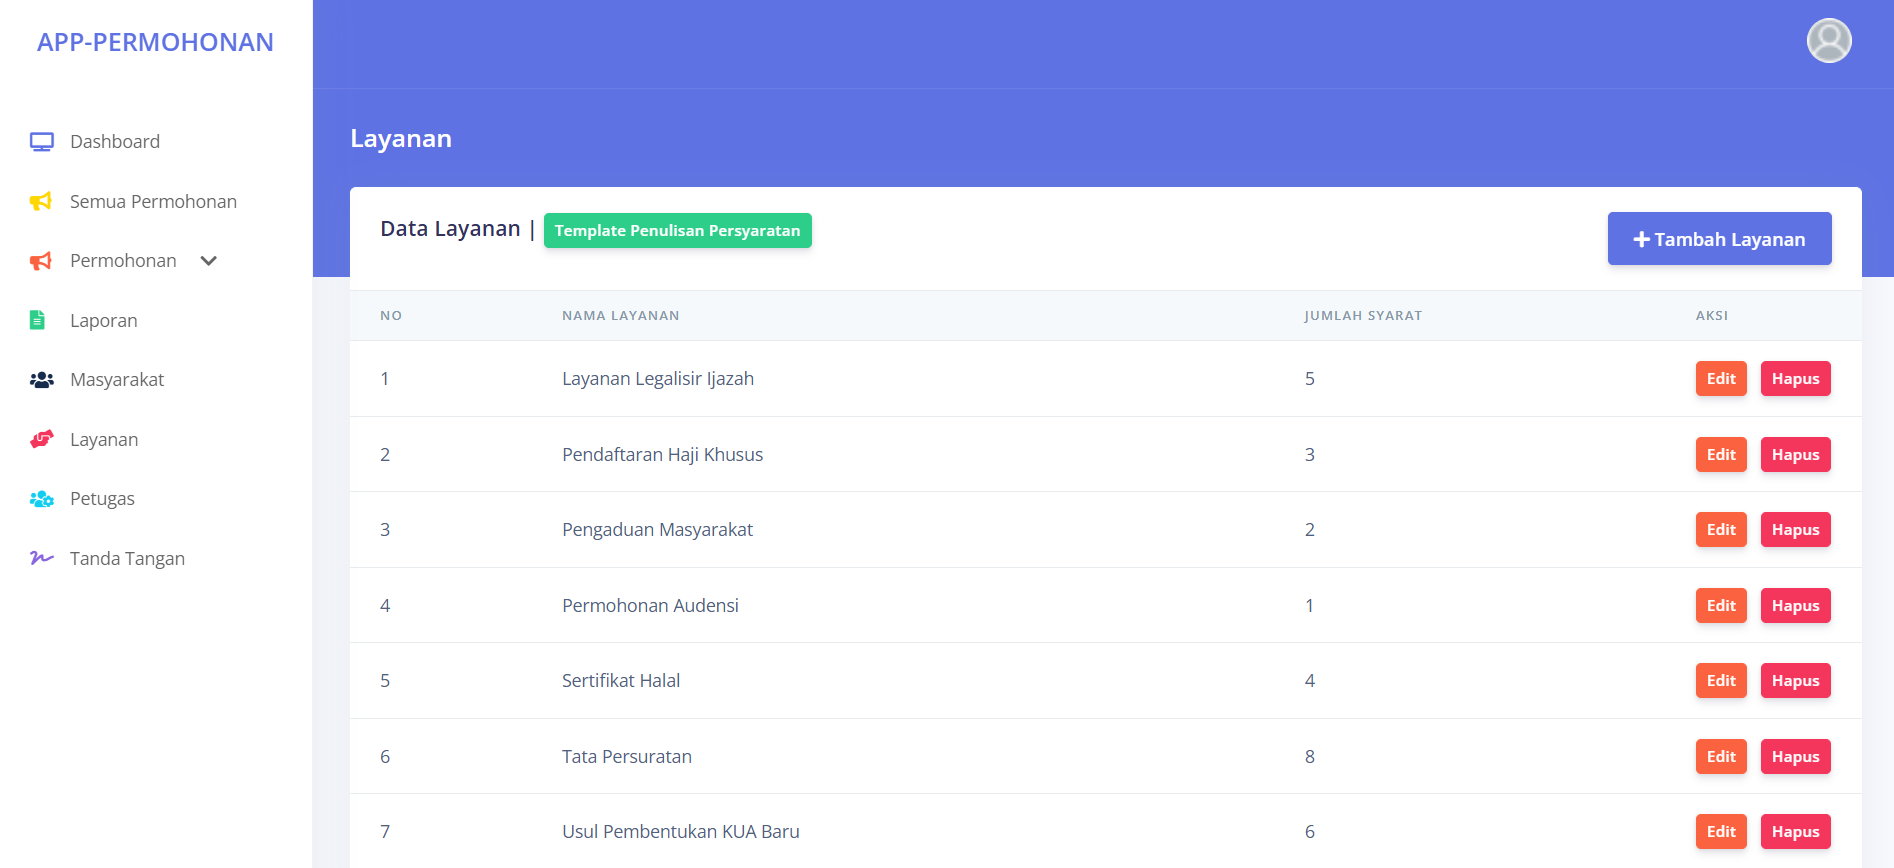 APP-PERMOHONAN
Dashboard
Semua Permohonan
Permohonan
Laporan
Masyarakat
Layanan
Petugas
Tanda Tangan
Layanan
Data Layanan | Template Penulisan Persyaratan
Tambah Layanan
NO NAMA LAYANAN JUMLAH SYARAT AKSI
1 Layanan Legalisir Ijazah 5 Edit Hapus
2 Pendaftaran Haji Khusus 3 Edit Hapus
3 Pengaduan Masyarakat 2 Edit Hapus
4 Permohonan Audensi 1 Edit Hapus
5 Sertifikat Halal 4 Edit Hapus
6 Tata Persuratan 8 Edit Hapus
7 Usul Pembentukan KUA Baru 6 Edit Hapus